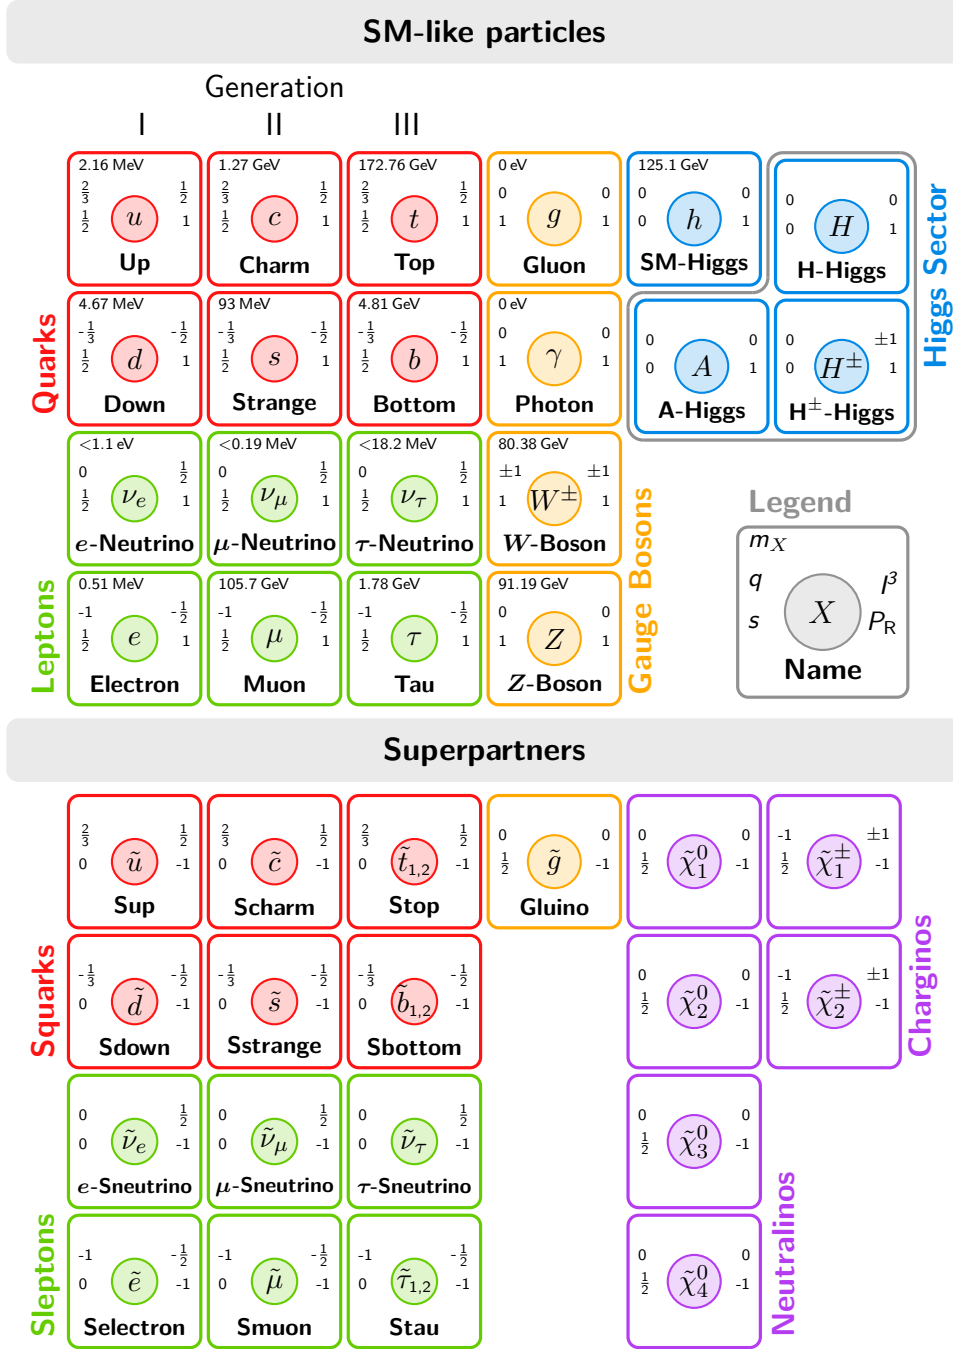 SM-like particles
Generation
I II III
2.16 MeV 1.27 GeV 172.76 GeV 0 eV 125.1 GeV
2/3 1/2 2/3 1/2 2/3 1/2 0 0 0 0 0 0
u c t g h H
1/2 1 1/2 1 1/2 1 1 1 0 1 0 1
Up Charm Top Gluon SM-Higgs H-Higgs
4.67 MeV 93 MeV 4.81 GeV 0 eV
-1/3 -1/2 -1/3 -1/2 -1/3 -1/2 0 0 0 0 0 ±1
d s b γ A H±
1/2 1 1/2 1 1/2 1 1 1 0 1 0 1
Down Strange Bottom Photon A-Higgs H±-Higgs
Quarks
Higgs Sector
<1.1 eV <0.19 MeV <18.2 MeV 80.38 GeV
0 1/2 0 1/2 0 1/2 ±1 ±1
νe νμ ντ W±
1/2 1 1/2 1 1/2 1 1 1
e-Neutrino μ-Neutrino τ-Neutrino W-Boson
0.51 MeV 105.7 GeV 1.78 GeV 91.19 GeV
-1 -1/2 -1 -1/2 -1 -1/2 0 0
e μ τ Z
1/2 1 1/2 1 1/2 1 1 1
Electron Muon Tau Z-Boson
Leptons
Gauge Bosons
Legend
mX
q I³
X
s PR
Name
Superpartners
2/3 1/2 2/3 1/2 2/3 1/2 0 0 0 0 -1 ±1
ũ c̃ t̃1,2 g̃ χ̃⁰1 χ̃±1
0 -1 0 -1 0 -1 1/2 -1 1/2 -1 1/2 -1
Sup Scharm Stop Gluino
-1/3 -1/2 -1/3 -1/2 -1/3 -1/2 0 0 -1 ±1
d̃ s̃ b̃1,2 χ̃⁰2 χ̃±2
0 -1 0 -1 0 -1 1/2 -1 1/2 -1
Sdown Sstrange Sbottom
Squarks
Charginos
0 1/2 0 1/2 0 1/2 0 0
ν̃e ν̃μ ν̃τ χ̃⁰3
0 -1 0 -1 0 -1 1/2 -1
e-Sneutrino μ-Sneutrino τ-Sneutrino
-1 -1/2 -1 -1/2 -1 -1/2 0 0
ẽ μ̃ τ̃1,2 χ̃⁰4
0 -1 0 -1 0 -1 1/2 -1
Selectron Smuon Stau
Sleptons
Neutralinos